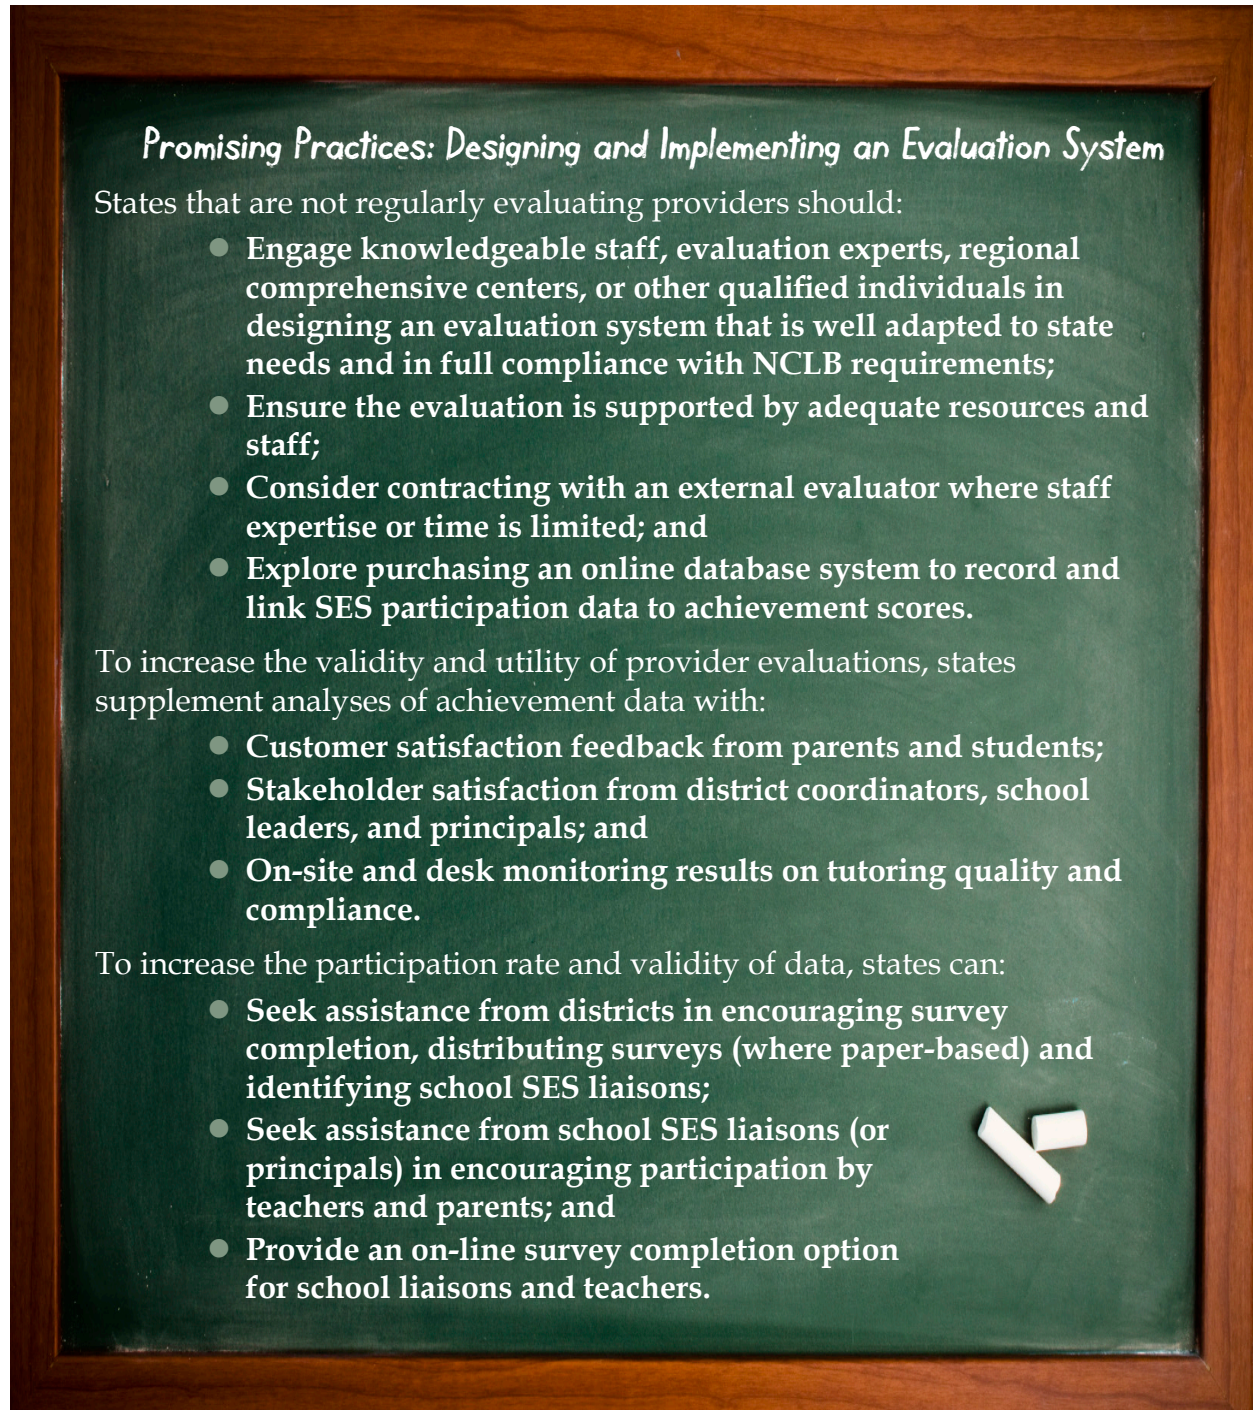 Promising Practices: Designing and Implementing an Evaluation System
States that are not regularly evaluating providers should:
● Engage knowledgeable staff, evaluation experts, regional
comprehensive centers, or other qualified individuals in
designing an evaluation system that is well adapted to state
needs and in full compliance with NCLB requirements;
● Ensure the evaluation is supported by adequate resources and
staff;
● Consider contracting with an external evaluator where staff
expertise or time is limited; and
● Explore purchasing an online database system to record and
link SES participation data to achievement scores.
To increase the validity and utility of provider evaluations, states
supplement analyses of achievement data with:
● Customer satisfaction feedback from parents and students;
● Stakeholder satisfaction from district coordinators, school
leaders, and principals; and
● On-site and desk monitoring results on tutoring quality and
compliance.
To increase the participation rate and validity of data, states can:
● Seek assistance from districts in encouraging survey
completion, distributing surveys (where paper-based) and
identifying school SES liaisons;
● Seek assistance from school SES liaisons (or
principals) in encouraging participation by
teachers and parents; and
● Provide an on-line survey completion option
for school liaisons and teachers.